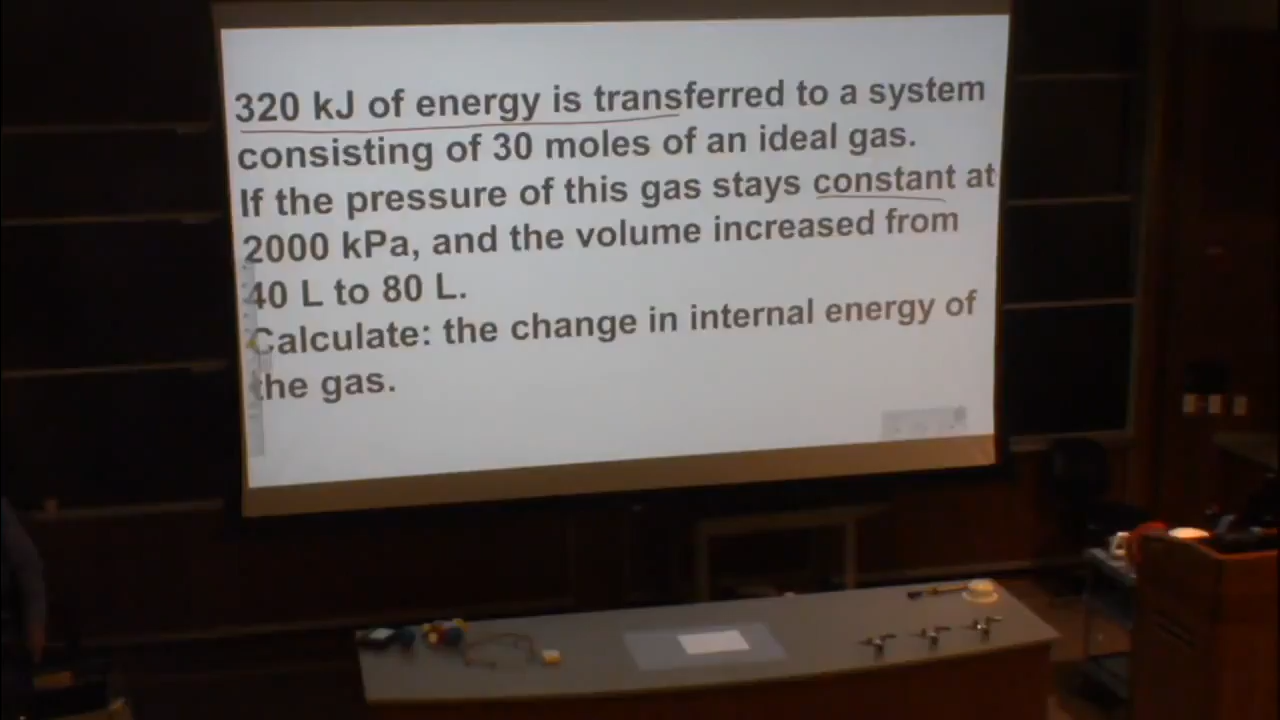 320 kJ of energy is transferred to a system
consisting of 30 moles of an ideal gas.
If the pressure of this gas stays constant at
2000 kPa, and the volume increased from
40 L to 80 L.
Calculate: the change in internal energy of
the gas.